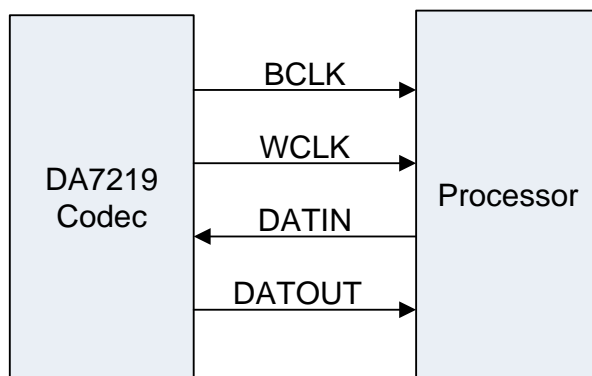 DA7219
Codec
BCLK
WCLK
DATIN
DATOUT
Processor